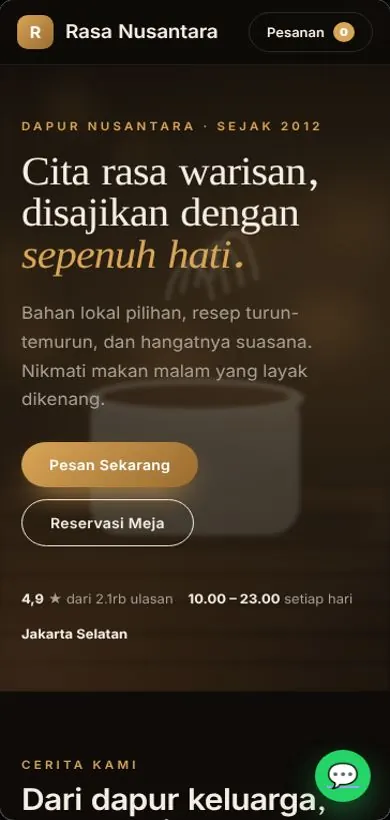 R Rasa Nusantara Pesanan 0
DAPUR NUSANTARA · SEJAK 2012
Cita rasa warisan,
disajikan dengan
sepenuh hati.
Bahan lokal pilihan, resep turun-
temurun, dan hangatnya suasana.
Nikmati makan malam yang layak
dikenang.
Pesan Sekarang
Reservasi Meja
4,9 ★ dari 2.1rb ulasan 10.00 – 23.00 setiap hari
Jakarta Selatan
CERITA KAMI
Dari dapur keluarga,